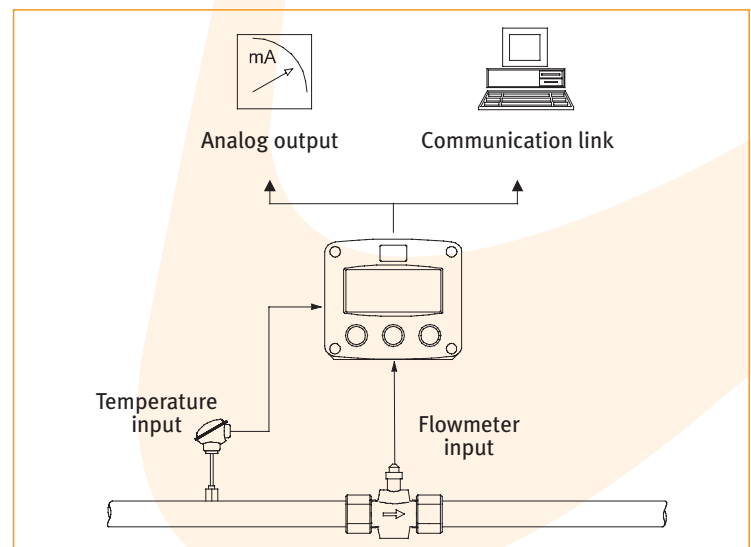 mA
Analog output
Communication link
Temperature
input
Flowmeter
input